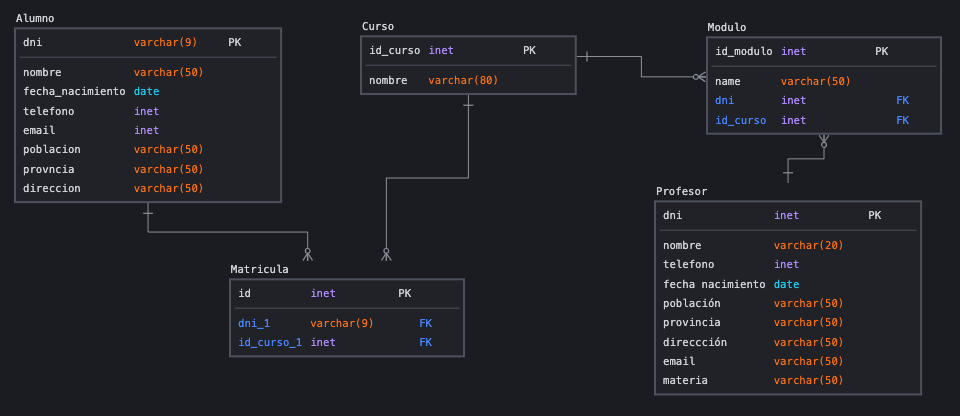 Alumno
dni varchar(9) PK
nombre varchar(50)
fecha_nacimiento date
telefono inet
email inet
poblacion varchar(50)
provncia varchar(50)
direccion varchar(50)
Curso
id_curso inet PK
nombre varchar(80)
Modulo
id_modulo inet PK
name varchar(50)
dni inet FK
id_curso inet FK
Matricula
id inet PK
dni_1 varchar(9) FK
id_curso_1 inet FK
Profesor
dni inet PK
nombre varchar(20)
telefono inet
fecha nacimiento date
población varchar(50)
provincia varchar(50)
direccción varchar(50)
email varchar(50)
materia varchar(50)